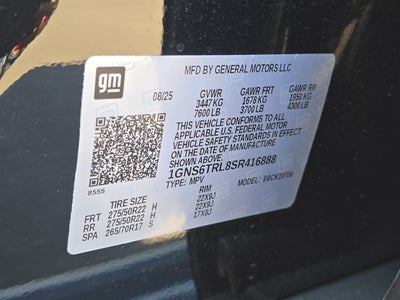 gm
MFD BY GENERAL MOTORS LLC
08/25 GVWR GAWR FRT GAWR RR
3447 KG 1678 KG 1950 KG
7600 LB 3700 LB 4300 LB
THIS VEHICLE CONFORMS TO ALL
APPLICABLE U.S. FEDERAL MOTOR
VEHICLE SAFETY STANDARDS IN EFFECT
ON THE DATE OF MANUFACTURE
SHOWN ABOVE.
1GNS6TRL8SR416888
8555 TYPE: MPV MODEL:
TIRE SIZE RIM
FRT 275/50R22 H 22X9J
RR 275/50R22 H 22X9J
SPA 265/70R17 S 17X8J